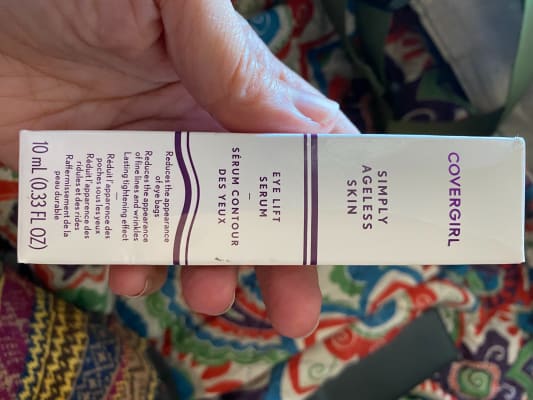 COVERGIRL
SIMPLY
AGELESS
SKIN
EYE LIFT
SERUM
–
SÉRUM CONTOUR
DES YEUX
Reduces the appearance
of eye bags
Reduces the appearance
of fine lines and wrinkles
Lasting tightening effect
Réduit l'apparence des
poches sous les yeux
Réduit l'apparence des
ridules et des rides
Raffermissement de la
peau durable
10 mL (0.33 FL OZ)